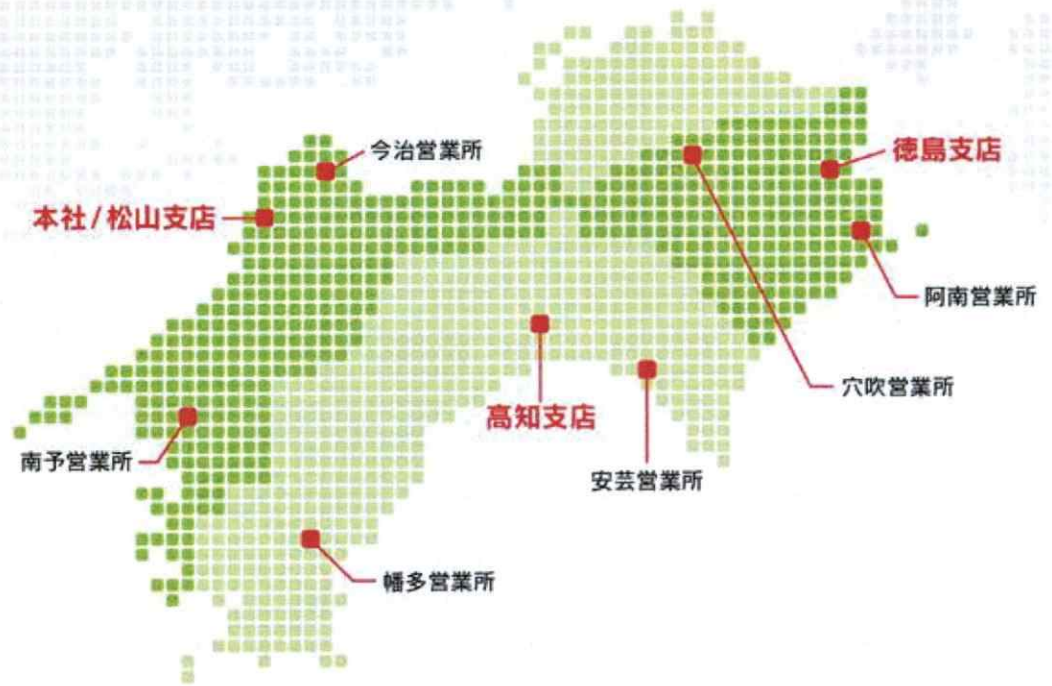 今治営業所
徳島支店
本社/松山支店
阿南営業所
穴吹営業所
高知支店
南予営業所
安芸営業所
幡多営業所